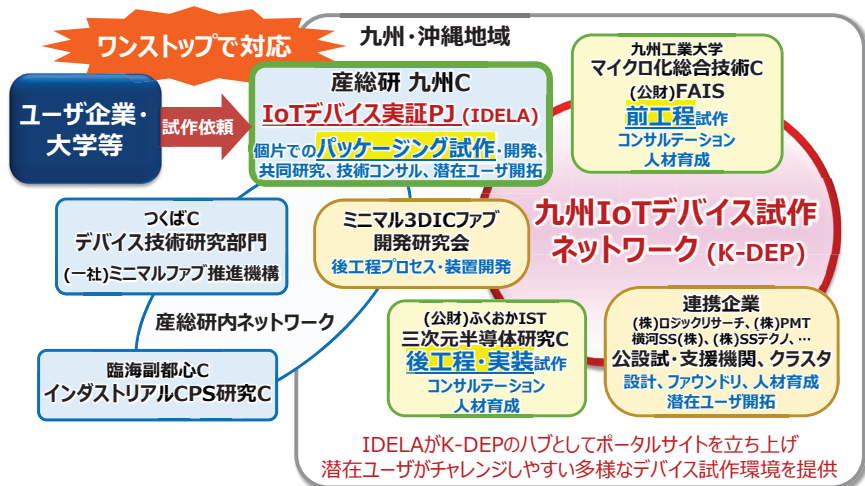 ワンストップで対応
九州・沖縄地域
ユーザ企業・
大学等
試作依頼
産総研 九州C
IoTデバイス実証PJ (IDELA)
個片でのパッケージング試作・開発、
共同研究、技術コンサル、潜在ユーザ開拓
九州工業大学
マイクロ化総合技術C
(公財)FAIS
前工程試作
コンサルテーション
人材育成
つくばC
デバイス技術研究部門
(一社)ミニマルファブ推進機構
ミニマル3DICファブ
開発研究会
後工程プロセス・装置開発
九州IoTデバイス試作
ネットワーク (K-DEP)
産総研内ネットワーク
臨海副都心C
インダストリアルCPS研究C
(公財)ふくおかIST
三次元半導体研究C
後工程・実装試作
コンサルテーション
人材育成
連携企業
(株)ロジックリサーチ、(株)PMT
横河SS(株)、(株)SSテクノ、…
公設試・支援機関、クラスタ
設計、ファウンドリ、人材育成
潜在ユーザ開拓
IDELAがK-DEPのハブとしてポータルサイトを立ち上げ
潜在ユーザがチャレンジしやすい多様なデバイス試作環境を提供